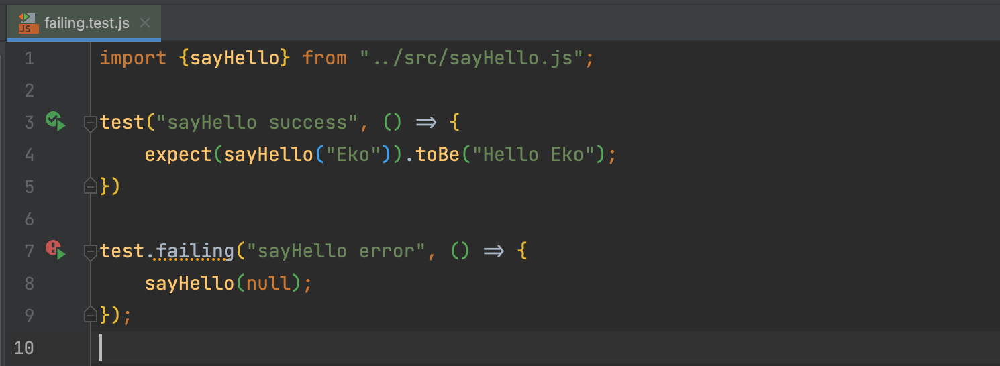 failing.test.js
1 import {sayHello} from "../src/sayHello.js";
2
3 test("sayHello success", () => {
4     expect(sayHello("Eko")).toBe("Hello Eko");
5 })
6
7 test.failing("sayHello error", () => {
8     sayHello(null);
9 });
10